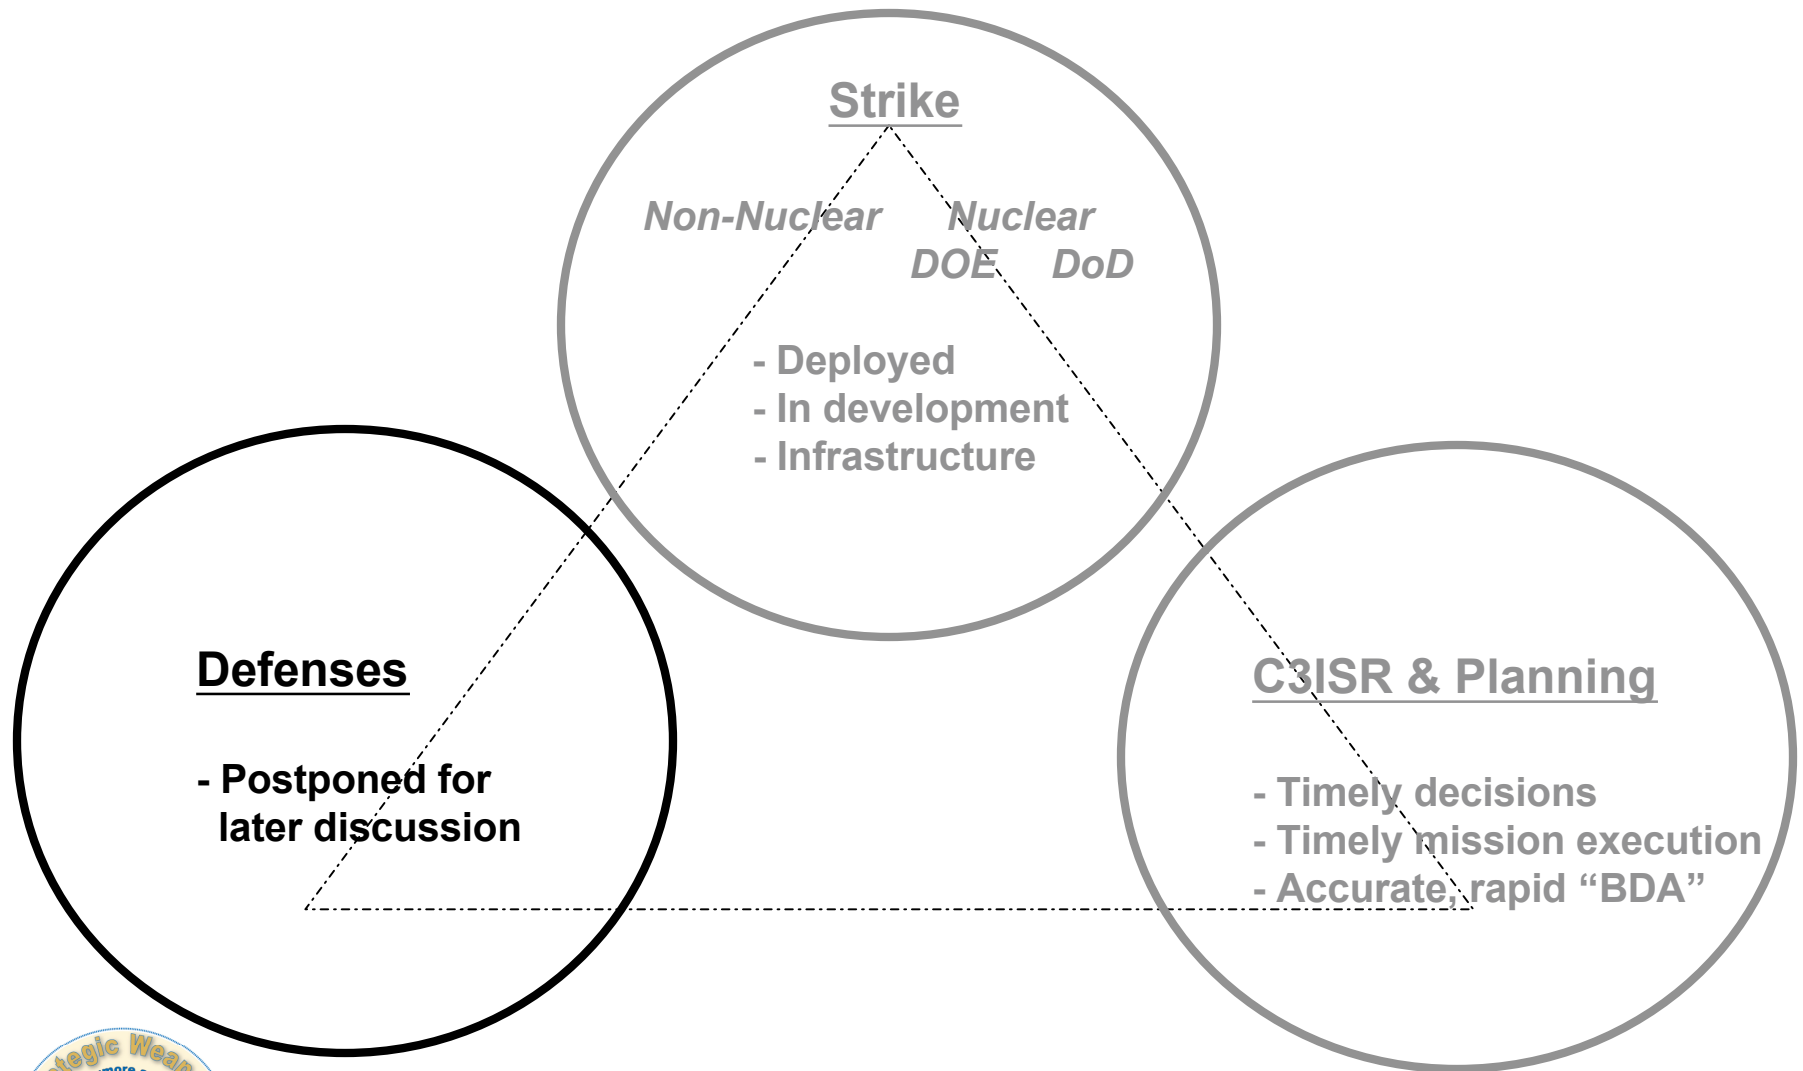 Strike
Non-Nuclear Nuclear
DOE DoD
- Deployed
- In development
- Infrastructure
Defenses
- Postponed for
later discussion
C3ISR & Planning
- Timely decisions
- Timely mission execution
- Accurate, rapid “BDA”